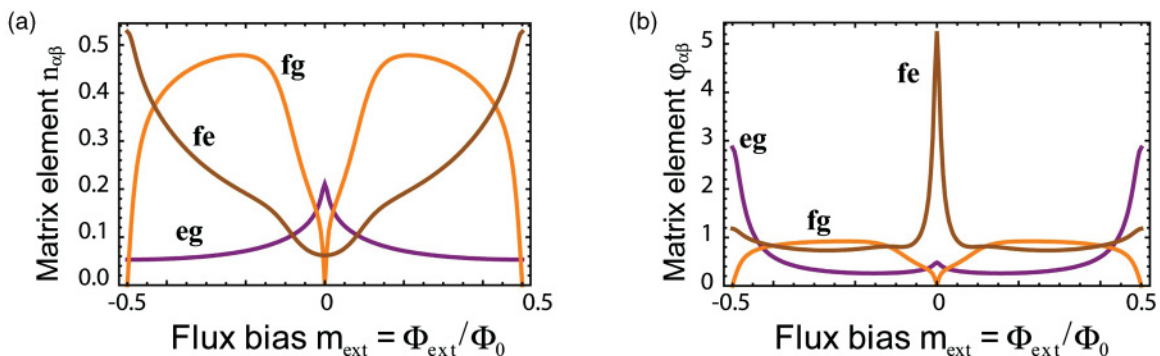 (a)
Matrix element n_αβ
0.5
0.4
0.3
0.2
0.1
0.0
fg
fe
eg
-0.5
0
0.5
Flux bias m_ext = Φ_ext/Φ_0
(b)
Matrix element φ_αβ
5
4
3
2
1
0
fe
eg
fg
-0.5
0
0.5
Flux bias m_ext = Φ_ext/Φ_0